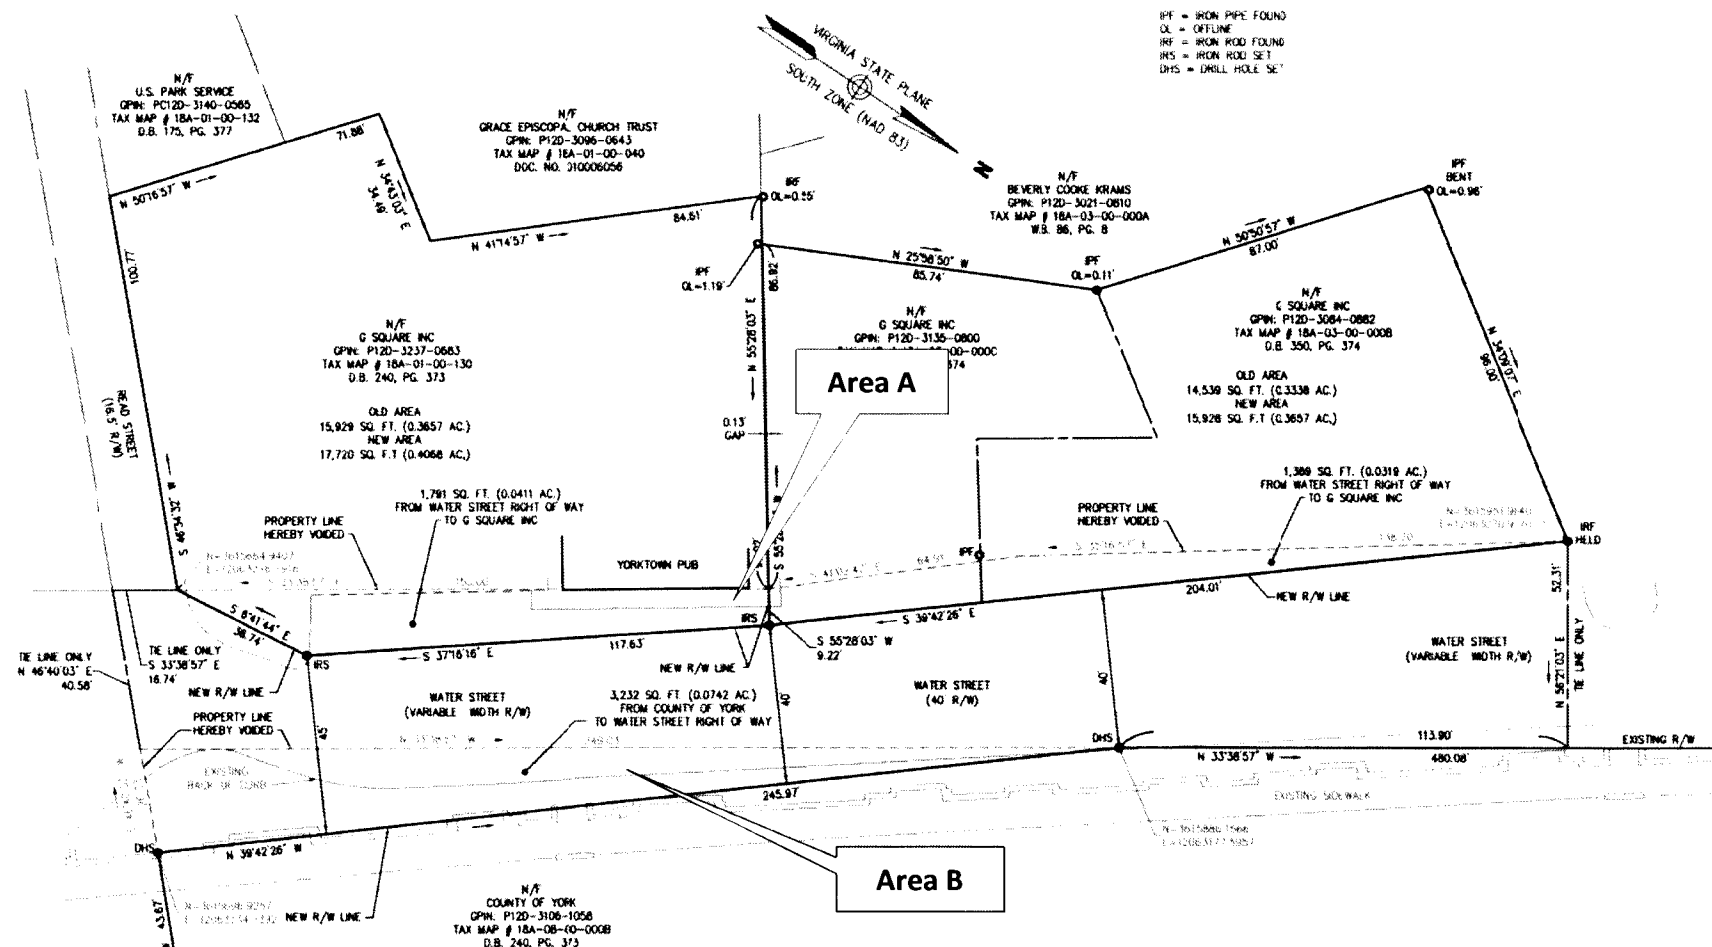 IPF = IRON PIPE FOUND
OL = OFFLINE
IRF = IRON ROD FOUND
IRS = IRON ROD SET
DHS = DRILL HOLE SET
VIRGINIA STATE PLANE
SOUTH ZONE (NAD 83)
N
N/F
U.S. PARK SERVICE
GPIN: PC12D-3140-0565
TAX MAP # 18A-01-00-132
D.B. 175, PG. 377
N/F
GRACE EPISCOPAL CHURCH TRUST
GPIN: P12D-3096-0643
TAX MAP # 18A-01-00-040
DOC. NO. 010006056
N/F
BEVERLY COOKE KRAMS
GPIN: P12D-3021-0810
TAX MAP # 18A-03-00-000A
W.B. 86, PG. 8
IPF
BENT
OL=0.96'
71.88'
N 50°16'57" W
N 34°43'03" E
34.49'
N 41°14'57" W
84.61'
IRF
OL=0.55'
IPF
OL=1.19'
86.92'
N 55°28'03" E
N 25°58'50" W
85.74'
IPF
OL=0.11'
N 50°50'57" W
87.00'
N 34°09'07" E
96.00'
100.77'
READ STREET
(16.5' R/W)
S 46°34'32" W
N/F
G SQUARE INC
GPIN: P12D-3237-0683
TAX MAP # 18A-01-00-130
D.B. 240, PG. 373
OLD AREA
15,929 SQ. FT. (0.3657 AC.)
NEW AREA
17,720 SQ. F.T (0.4068 AC.)
N/F
G SQUARE INC
GPIN: P12D-3135-0800
00-000C
374
Area A
0.13'
GAP
N/F
G SQUARE INC
GPIN: P12D-3084-0882
TAX MAP # 18A-03-00-000B
D.B. 350, PG. 374
OLD AREA
14,539 SQ. FT. (0.3338 AC.)
NEW AREA
15,928 SQ. F.T (0.3657 AC.)
1,791 SQ. FT. (0.0411 AC.)
FROM WATER STREET RIGHT OF WAY
TO G SQUARE INC
PROPERTY LINE
HEREBY VOIDED
YORKTOWN PUB
1,389 SQ. FT. (0.0319 AC.)
FROM WATER STREET RIGHT OF WAY
TO G SQUARE INC
PROPERTY LINE
HEREBY VOIDED
IRF
HELD
IPF
64.91'
204.01'
NEW R/W LINE
S 39°42'26" E
52.31'
N 56°21'03" E
TIE LINE ONLY
S 8°41'44" E
38.74'
IRS
IRS
S 37°16'16" E
117.63'
NEW R/W LINE
S 55°28'03" W
9.22'
TIE LINE ONLY
N 46°40'03" E
40.58'
TIE LINE ONLY
S 33°38'57" E
16.74'
NEW R/W LINE
PROPERTY LINE
HEREBY VOIDED
WATER STREET
(VARIABLE WIDTH R/W)
3,232 SQ. FT. (0.0742 AC.)
FROM COUNTY OF YORK
TO WATER STREET RIGHT OF WAY
WATER STREET
(40' R/W)
WATER STREET
(VARIABLE WIDTH R/W)
45'
40'
40'
DHS
113.90'
EXISTING R/W
N 33°38'57" W
480.08'
EXISTING
BACK OF CURB
EXISTING SIDEWALK
245.97'
DHS
N 39°42'26" W
NEW R/W LINE
43.67'
Area B
N/F
COUNTY OF YORK
GPIN: P12D-3106-1058
TAX MAP # 18A-08-00-000B
D.B. 240, PG. 373